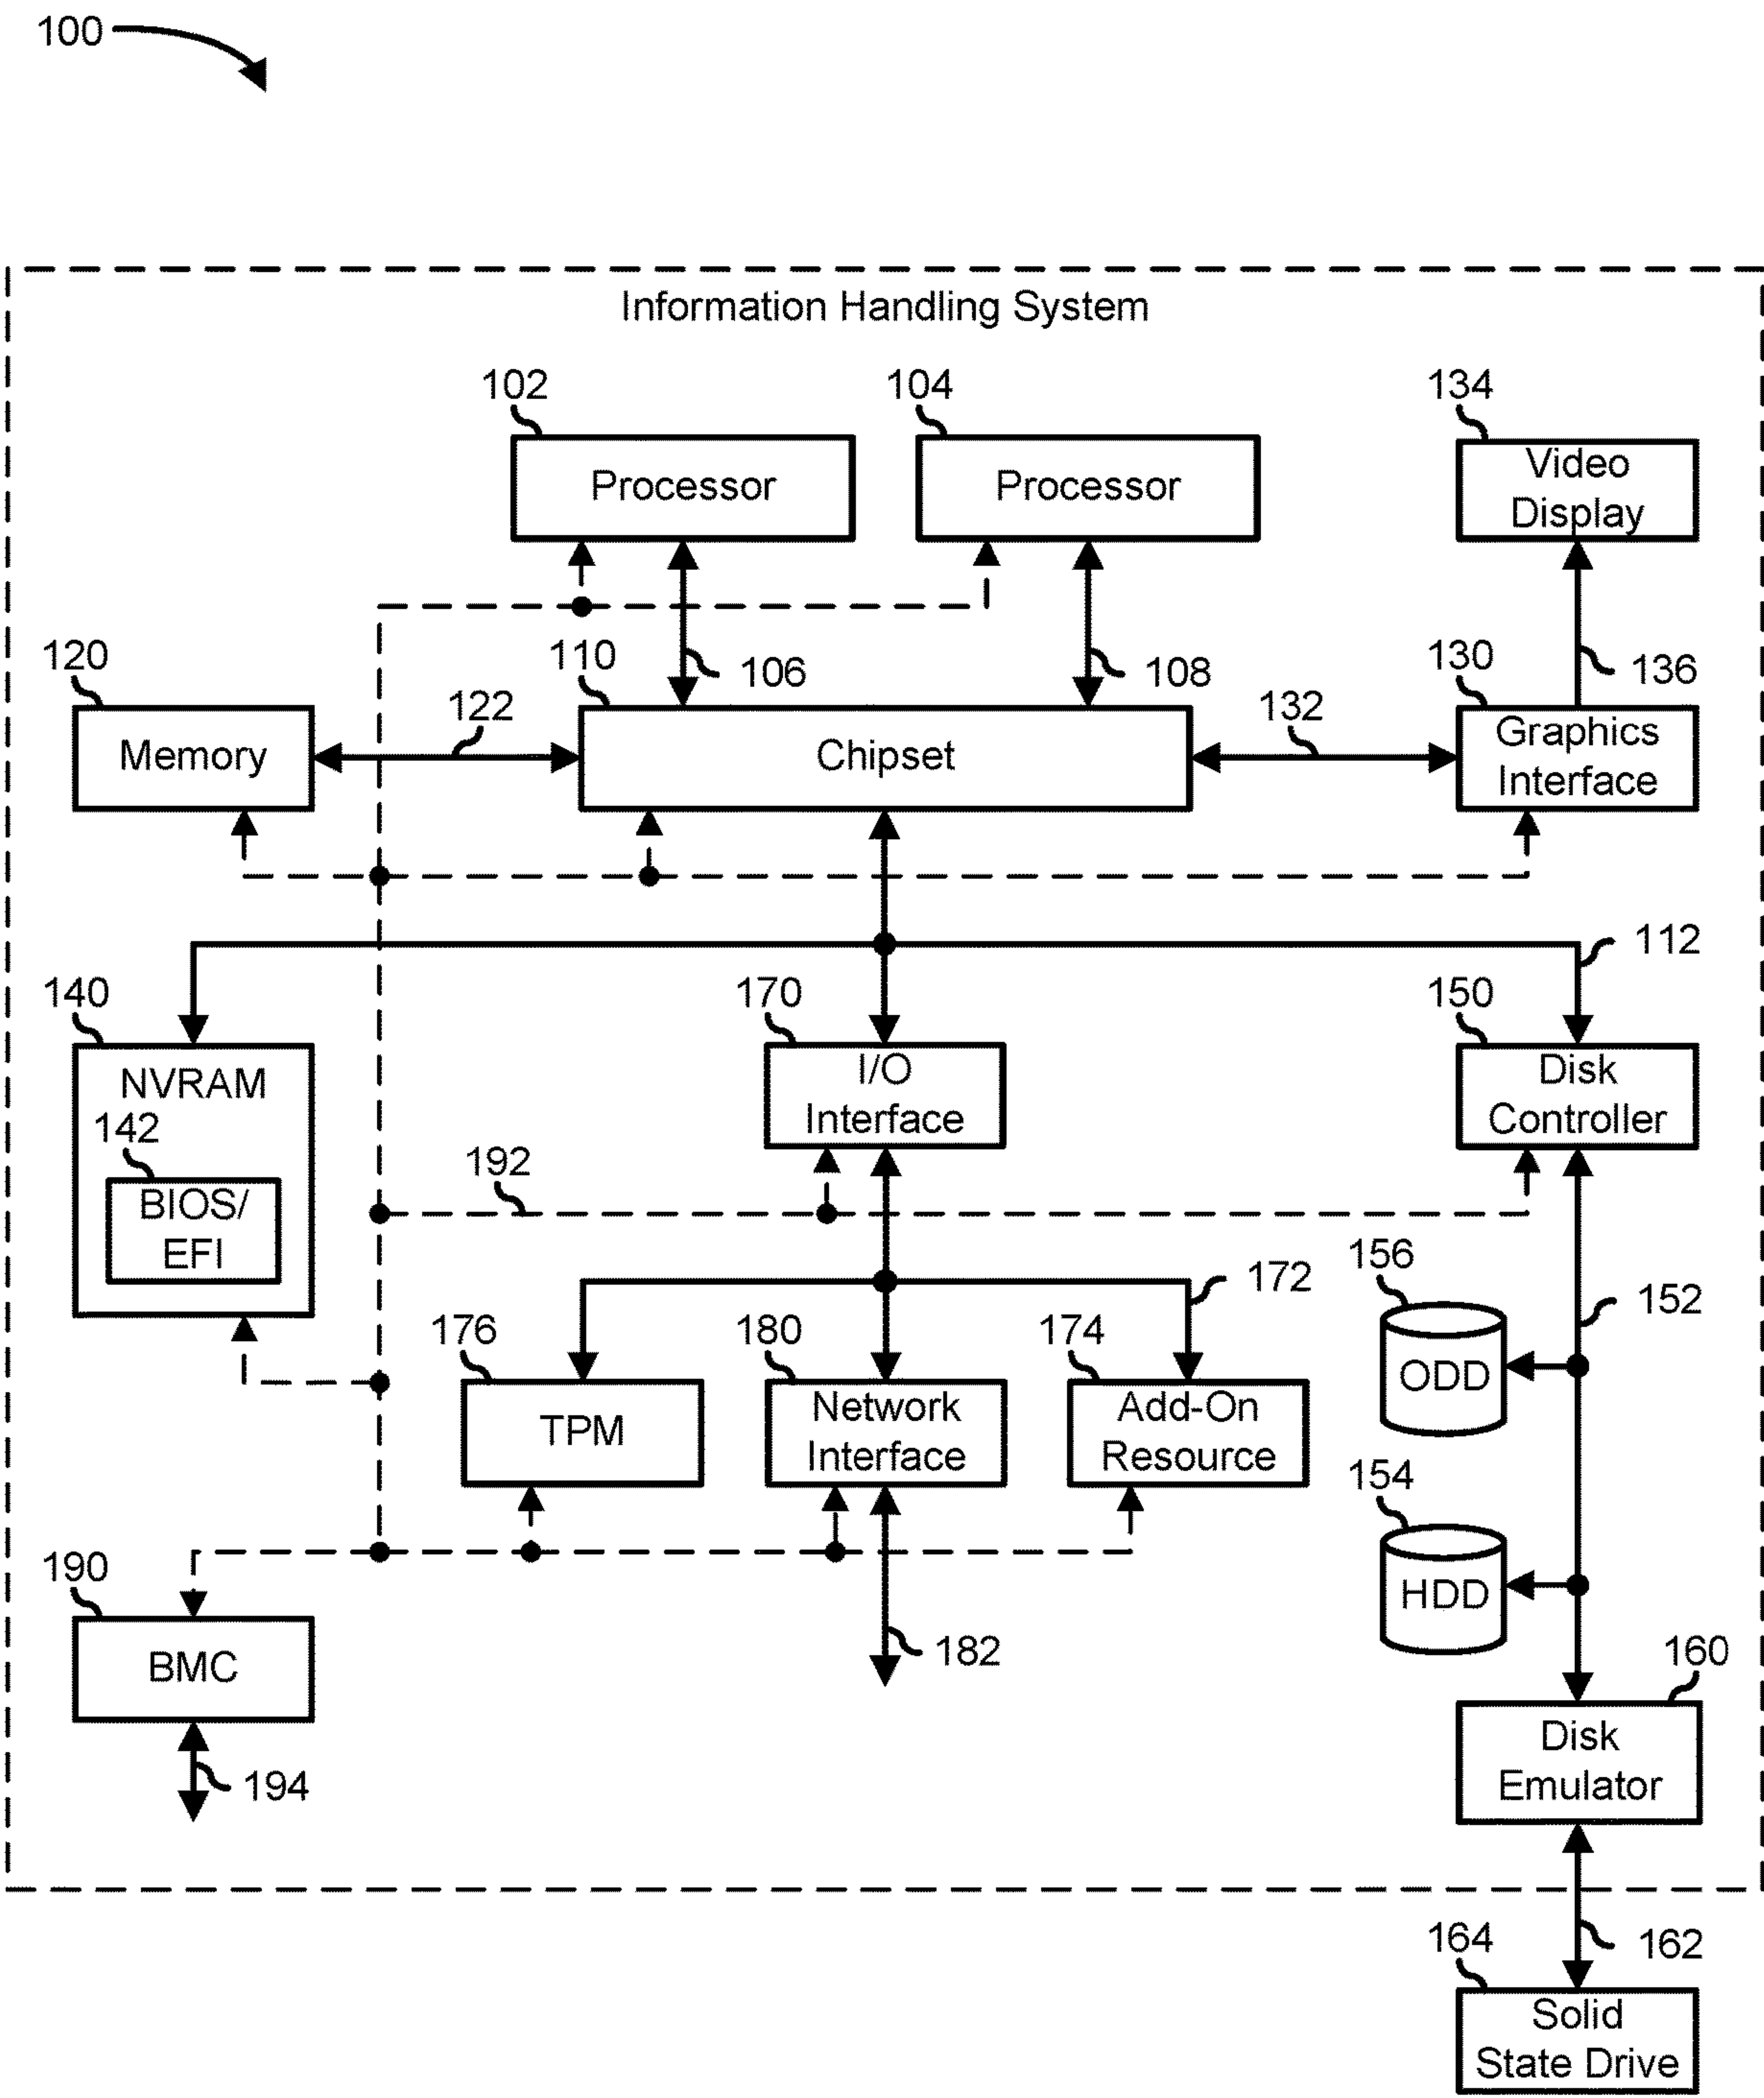 100
Information Handling System
102
104
134
Processor
Processor
Video
Display
120
110
106
108
130
136
122
132
Memory
Chipset
Graphics
Interface
112
140
170
150
NVRAM
I/O
Interface
Disk
Controller
142
BIOS/
EFI
192
156
172
152
176
180
174
ODD
TPM
Network
Interface
Add-On
Resource
154
HDD
190
182
160
BMC
Disk
Emulator
194
164
162
Solid
State Drive